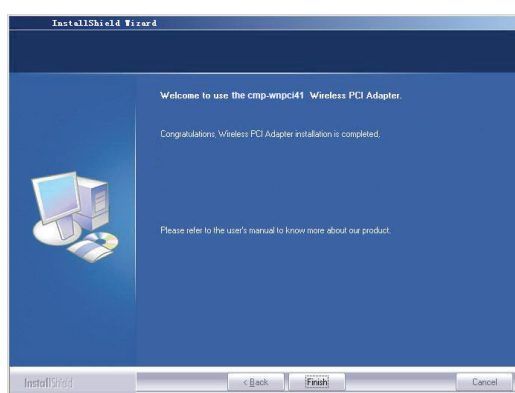 InstallShield Wizard
Welcome to use the cmp-wnpci41 Wireless PCI Adapter.
Congratulations, Wireless PCI Adapter installation is completed,
Please refer to the user's manual to know more about our product.
InstallShield
< Back
Finish
Cancel